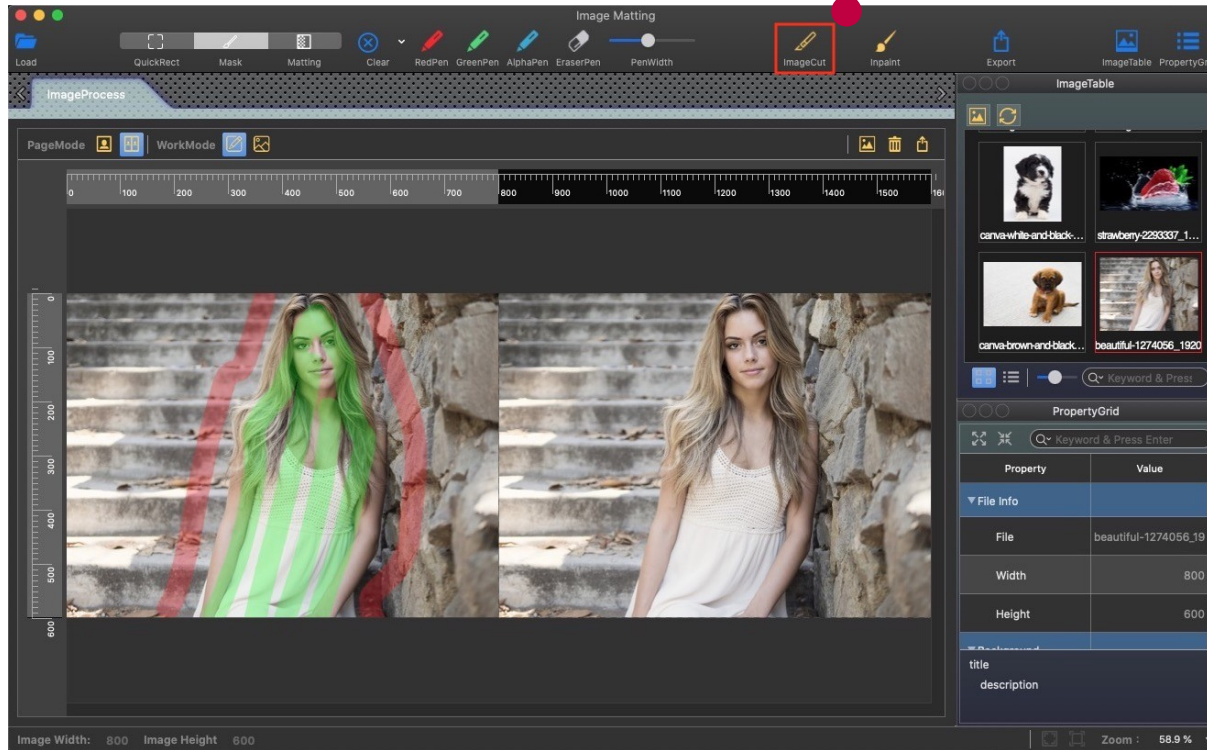 Image Matting
Load QuickRect Mask Matting Clear RedPen GreenPen AlphaPen EraserPen PenWidth ImageCut Inpaint Export ImageTable PropertyGr
ImageProcess
PageMode WorkMode
0 100 200 300 400 500 600 700 800 900 1000 1100 1200 1300 1400 1500 160
0
100
200
300
400
500
600
ImageTable
canva-white-and-black-... strawberry-2293337_1...
canva-brown-and-black... beautiful-1274056_1920
Keyword & Press
PropertyGrid
Keyword & Press Enter
Property Value
File Info
File beautiful-1274056_19
Width 800
Height 600
Background
title
description
Image Width: 800 Image Height 600 Zoom : 58.9 %